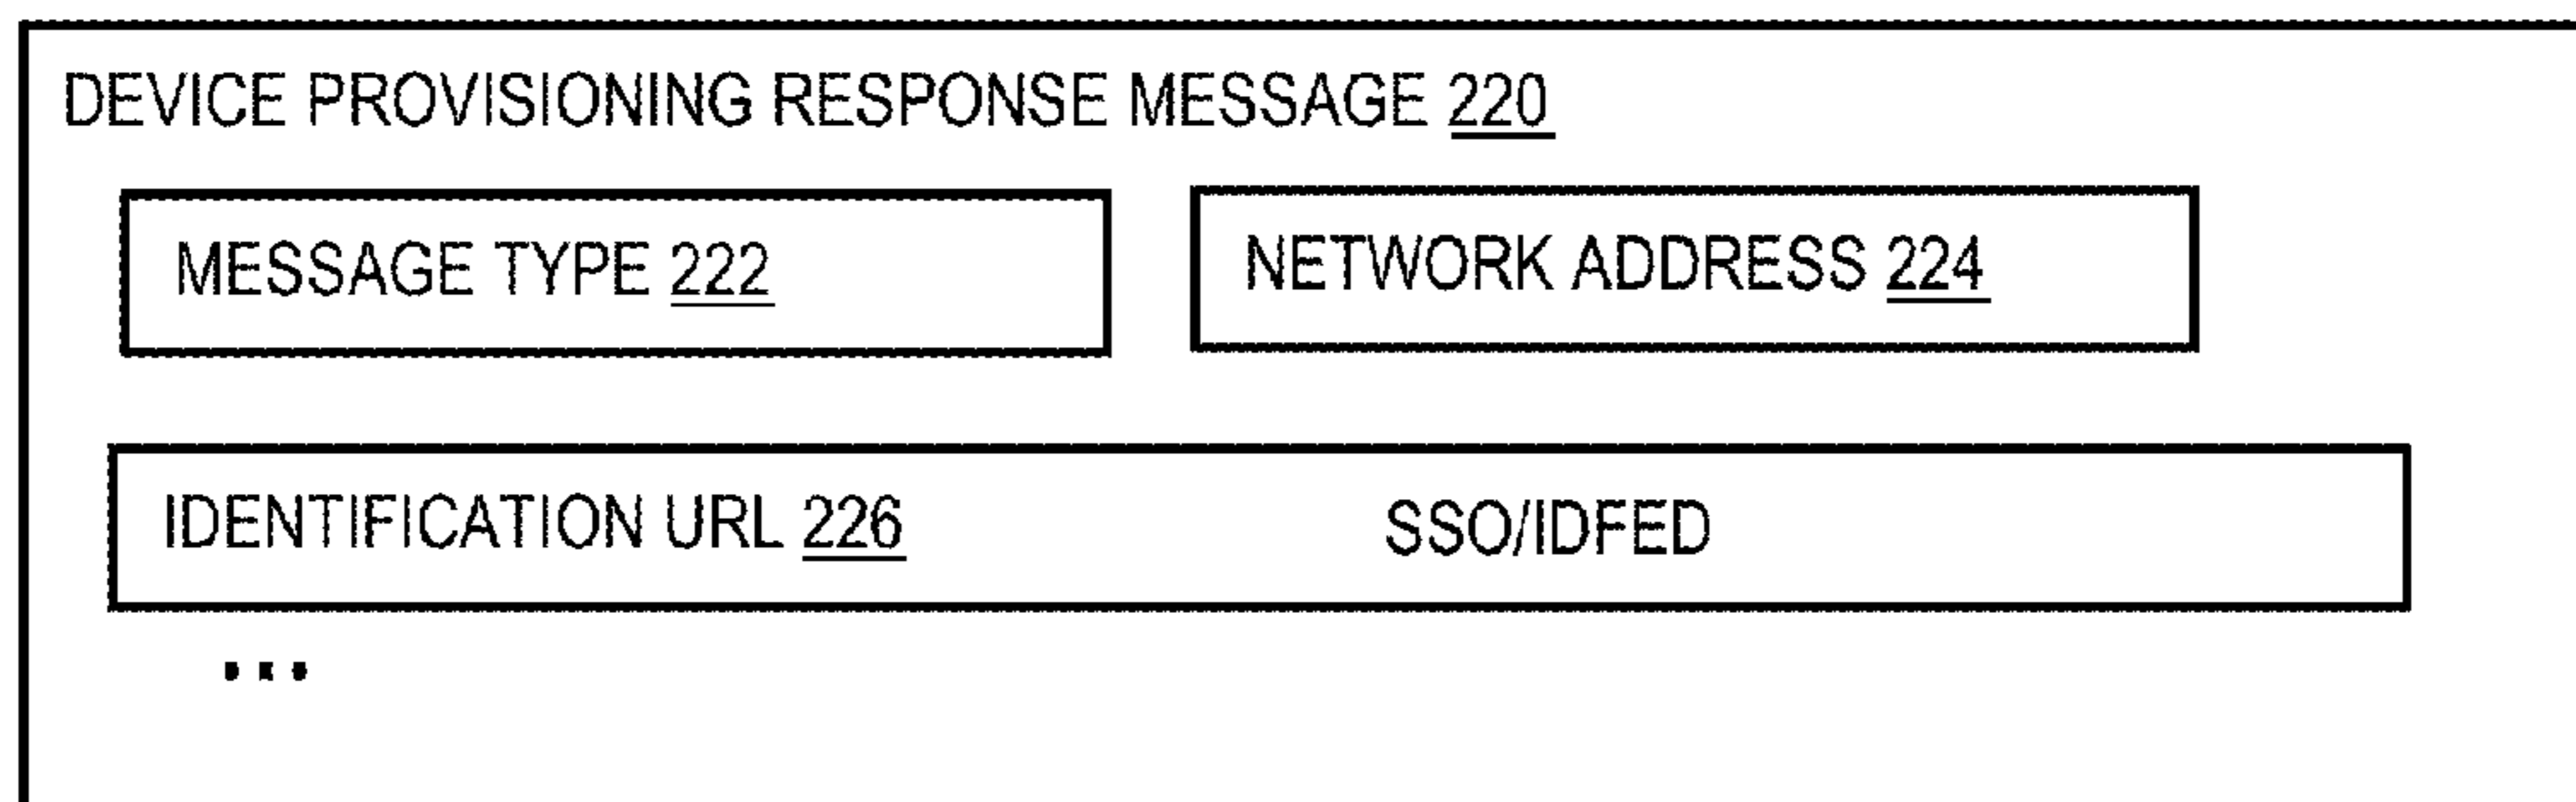 DEVICE PROVISIONING RESPONSE MESSAGE 220
MESSAGE TYPE 222 NETWORK ADDRESS 224
IDENTIFICATION URL 226 SSO/IDFED
...